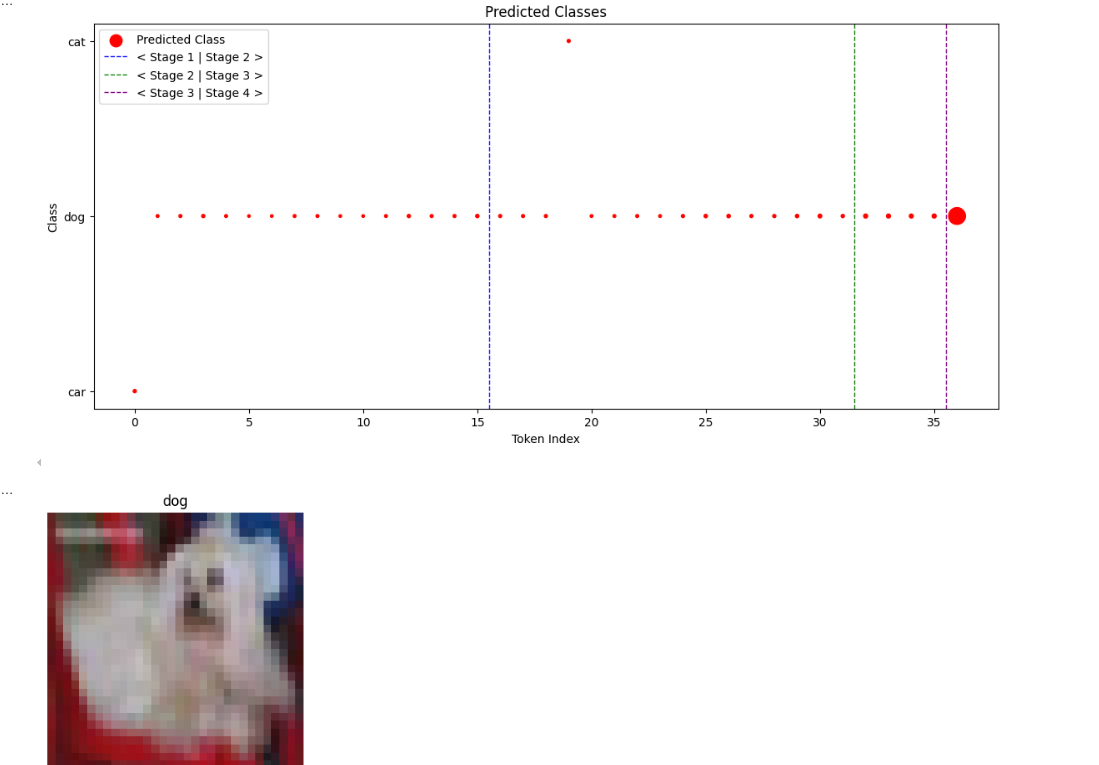 ...
Predicted Classes
cat
dog
car
Class
Predicted Class
< Stage 1 | Stage 2 >
< Stage 2 | Stage 3 >
< Stage 3 | Stage 4 >
0 5 10 15 20 25 30 35
Token Index
...
dog